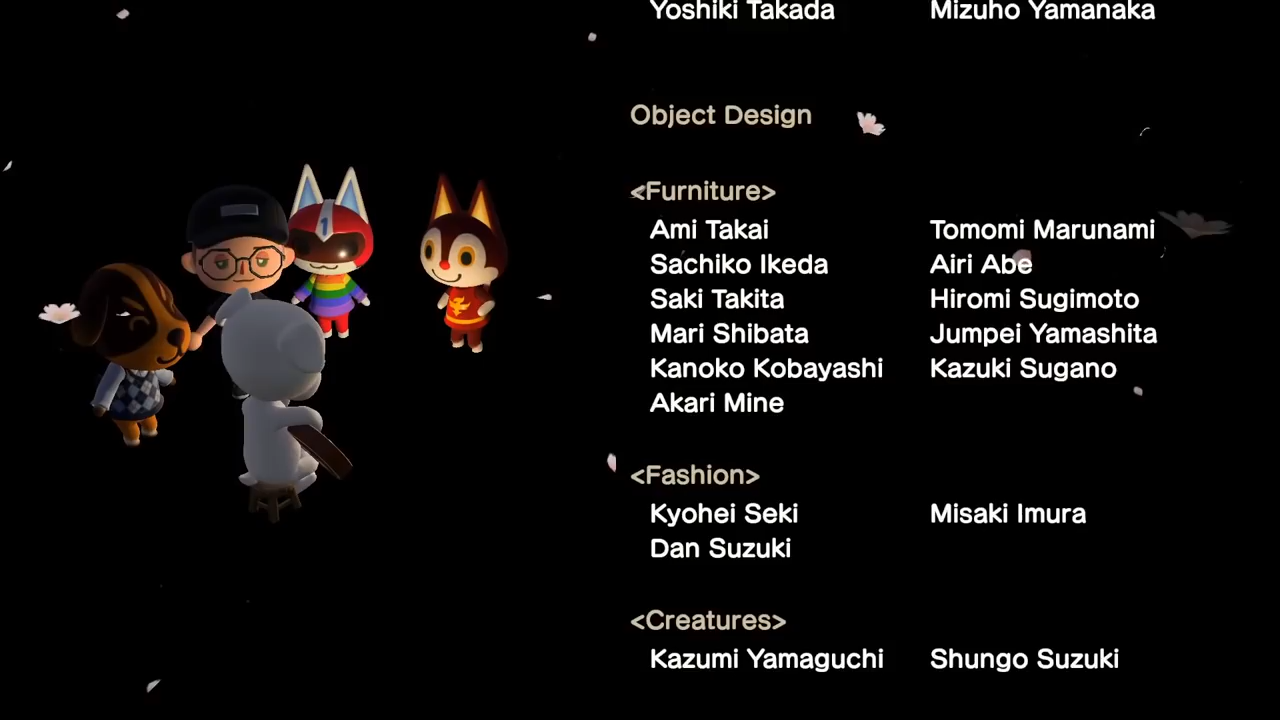 Yoshiki Takada Mizuho Yamanaka
Object Design
<Furniture>
Ami Takai Tomomi Marunami
Sachiko Ikeda Airi Abe
Saki Takita Hiromi Sugimoto
Mari Shibata Jumpei Yamashita
Kanoko Kobayashi Kazuki Sugano
Akari Mine
<Fashion>
Kyohei Seki Misaki Imura
Dan Suzuki
<Creatures>
Kazumi Yamaguchi Shungo Suzuki
1